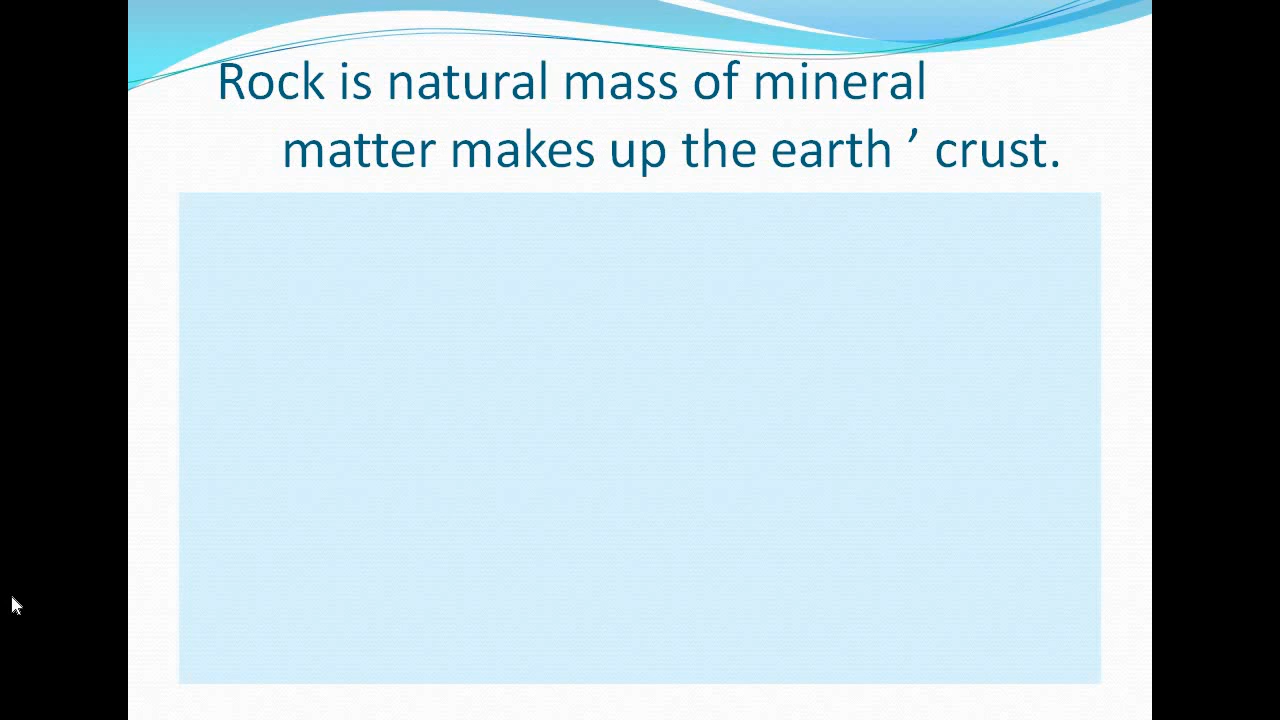 Rock is natural mass of mineral
matter makes up the earth ’ crust.